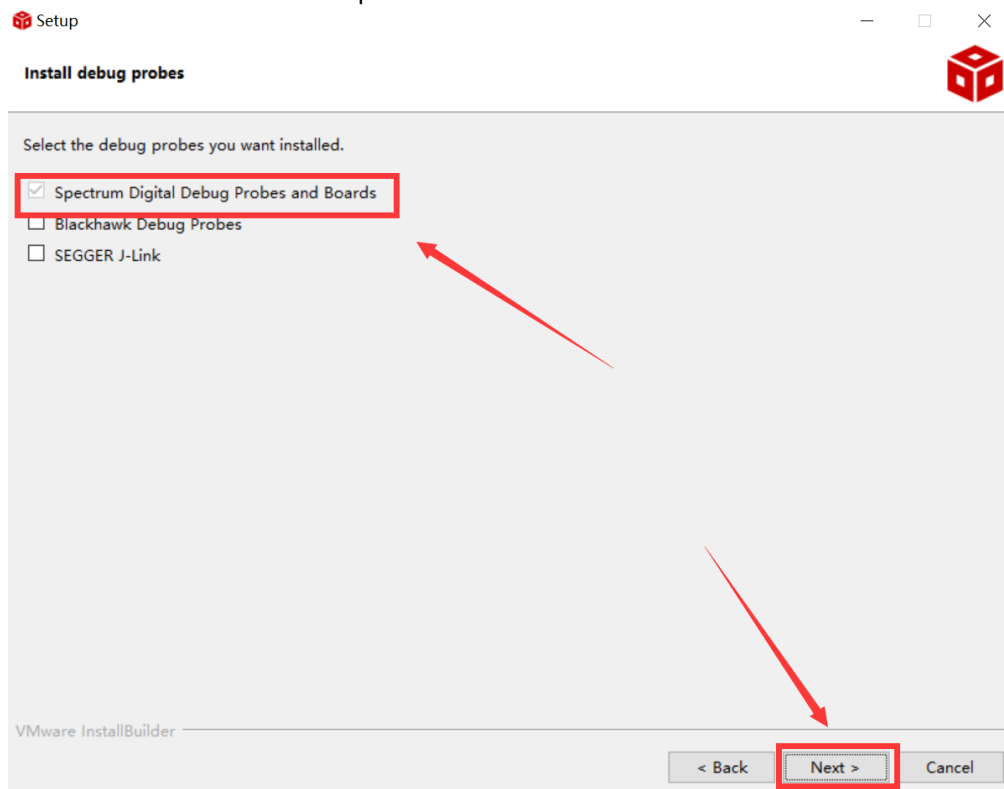 Setup
Install debug probes
Select the debug probes you want installed.
Spectrum Digital Debug Probes and Boards
Blackhawk Debug Probes
SEGGER J-Link
VMware InstallBuilder
< Back Next > Cancel